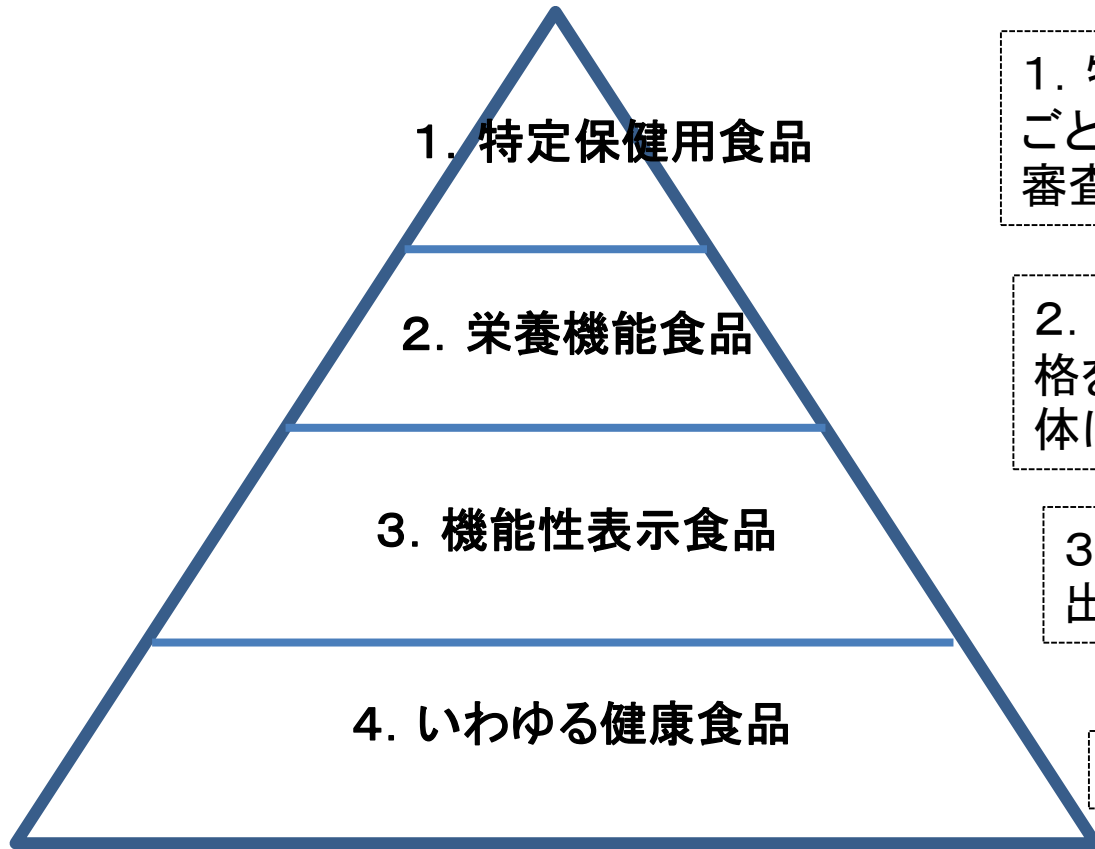 1. 特定保健用食品
2. 栄養機能食品
3. 機能性表示食品
4. いわゆる健康食品
1.
ごと
審査
2.
格を
体に
3
出